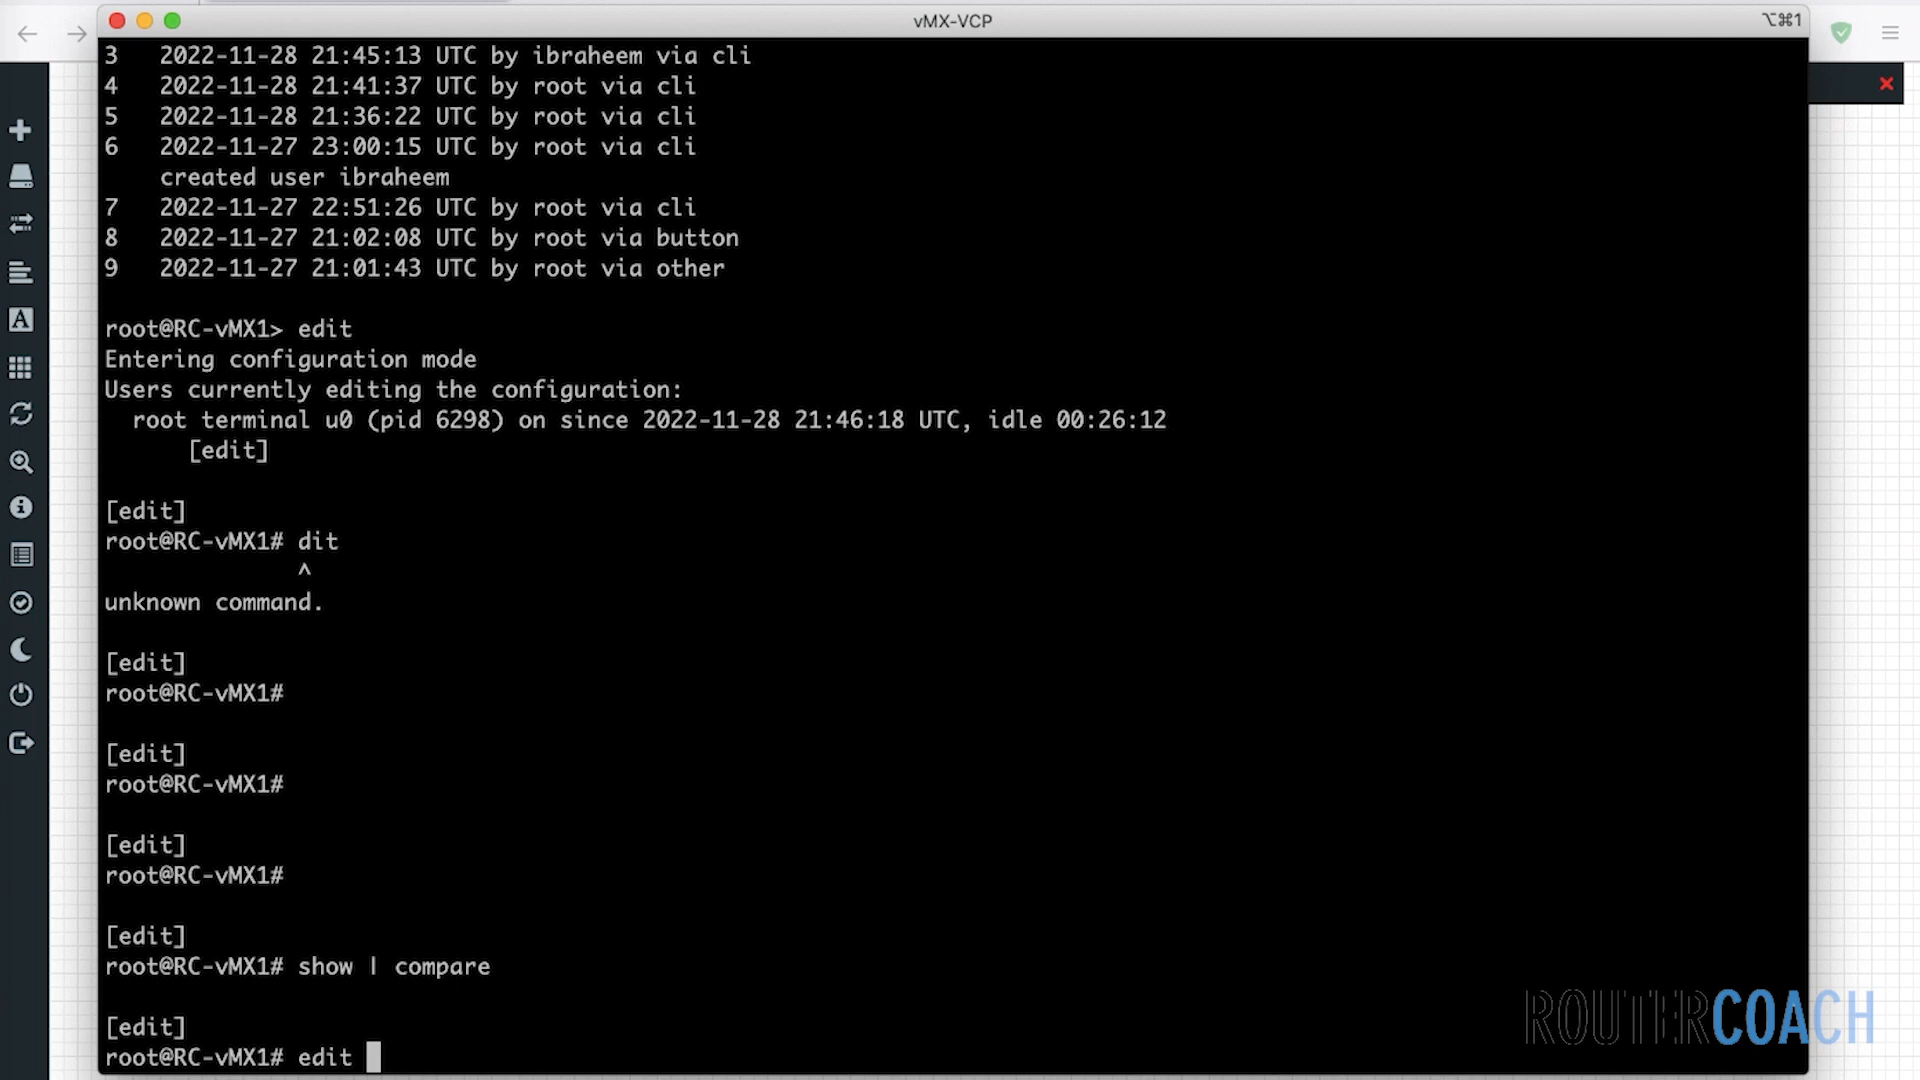 vMX-VCP
⌥⌘1
3   2022-11-28 21:45:13 UTC by ibraheem via cli
4   2022-11-28 21:41:37 UTC by root via cli
5   2022-11-28 21:36:22 UTC by root via cli
6   2022-11-27 23:00:15 UTC by root via cli
    created user ibraheem
7   2022-11-27 22:51:26 UTC by root via cli
8   2022-11-27 21:02:08 UTC by root via button
9   2022-11-27 21:01:43 UTC by root via other
root@RC-vMX1> edit
Entering configuration mode
Users currently editing the configuration:
  root terminal u0 (pid 6298) on since 2022-11-28 21:46:18 UTC, idle 00:26:12
      [edit]
[edit]
root@RC-vMX1# dit
              ^
unknown command.
[edit]
root@RC-vMX1#
[edit]
root@RC-vMX1#
[edit]
root@RC-vMX1#
[edit]
root@RC-vMX1# show | compare
[edit]
root@RC-vMX1# edit
ROUTERCOACH